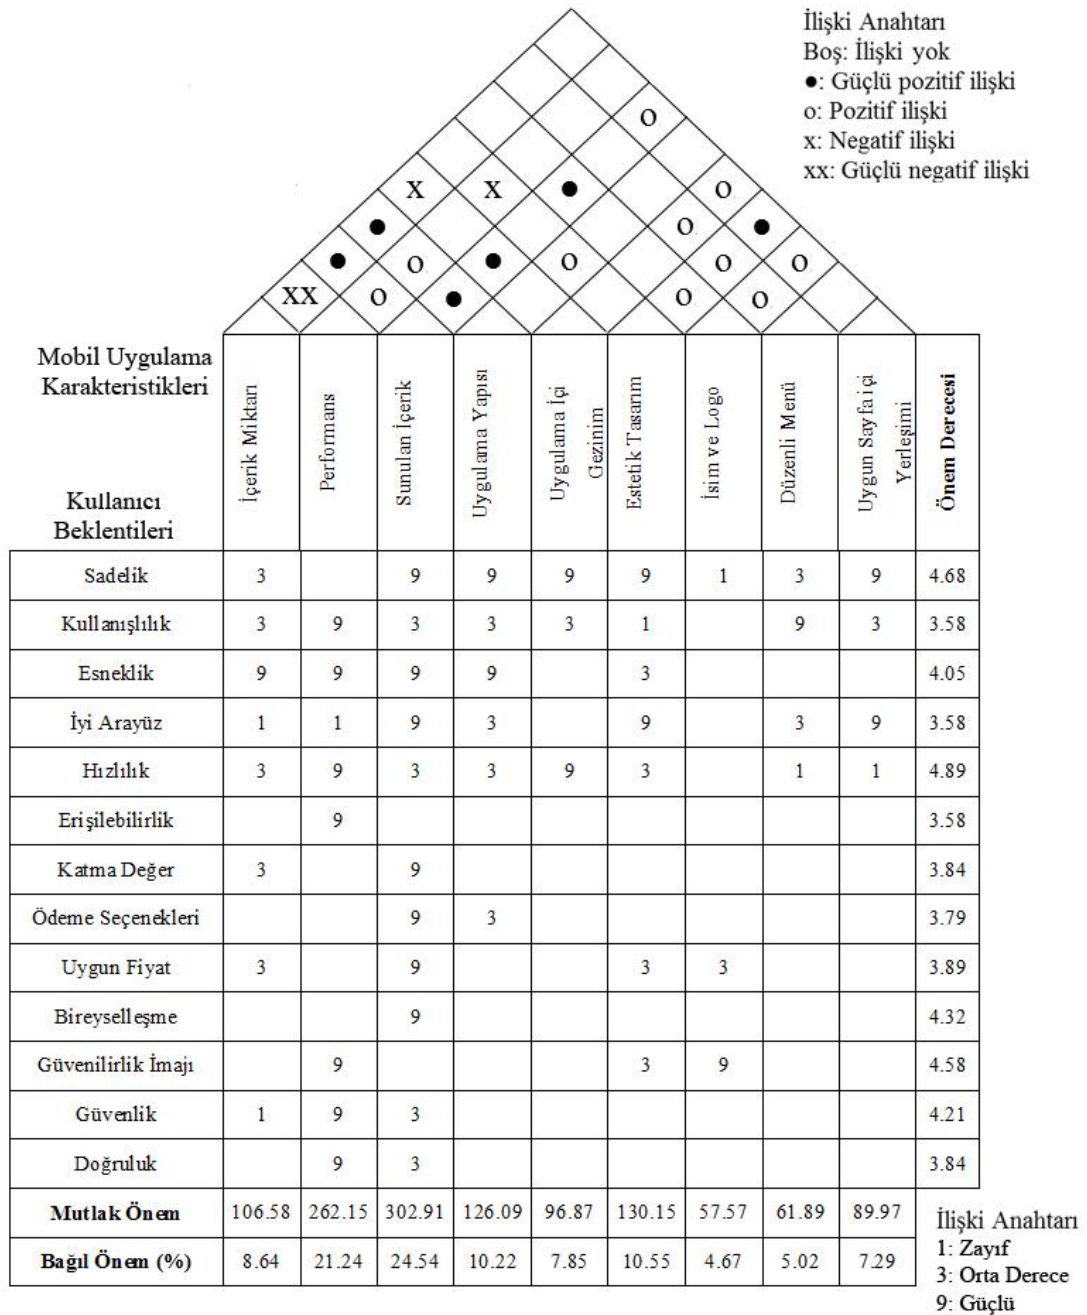 İlişki Anahtarı
Boş: İlişki yok
●: Güçlü pozitif ilişki
o: Pozitif ilişki
x: Negatif ilişki
xx: Güçlü negatif ilişki
o
x x ● o
● o ●
● o ● o o o
xx o ● o o
Mobil Uygulama
Karakteristikleri
Kullanıcı
Beklentileri
İçerik Miktarı
Performans
Sunulan İçerik
Uygulama Yapısı
Uygulama İçi
Gezinim
Estetik Tasarım
İsim ve Logo
Düzenli Menü
Uygun Sayfa içi
Yerleşimi
Önem Derecesi
Sadelik 3 9 9 9 9 1 3 9 4.68
Kullanışlılık 3 9 3 3 3 1 9 3 3.58
Esneklik 9 9 9 9 3 4.05
İyi Arayüz 1 1 9 3 9 3 9 3.58
Hızlılık 3 9 3 3 9 3 1 1 4.89
Erişilebilirlik 9 3.58
Katma Değer 3 9 3.84
Ödeme Seçenekleri 9 3 3.79
Uygun Fiyat 3 9 3 3 3.89
Bireyselleşme 9 4.32
Güvenilirlik İmajı 9 3 9 4.58
Güvenlik 1 9 3 4.21
Doğruluk 9 3 3.84
Mutlak Önem 106.58 262.15 302.91 126.09 96.87 130.15 57.57 61.89 89.97
Bağıl Önem (%) 8.64 21.24 24.54 10.22 7.85 10.55 4.67 5.02 7.29
İlişki Anahtarı
1: Zayıf
3: Orta Derece
9: Güçlü